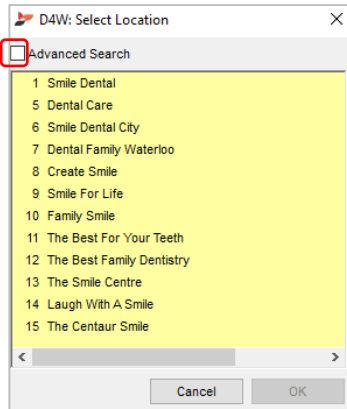 D4W: Select Location
Advanced Search
1 Smile Dental
5 Dental Care
6 Smile Dental City
7 Dental Family Waterloo
8 Create Smile
9 Smile For Life
10 Family Smile
11 The Best For Your Teeth
12 The Best Family Dentistry
13 The Smile Centre
14 Laugh With A Smile
15 The Centaur Smile
Cancel OK